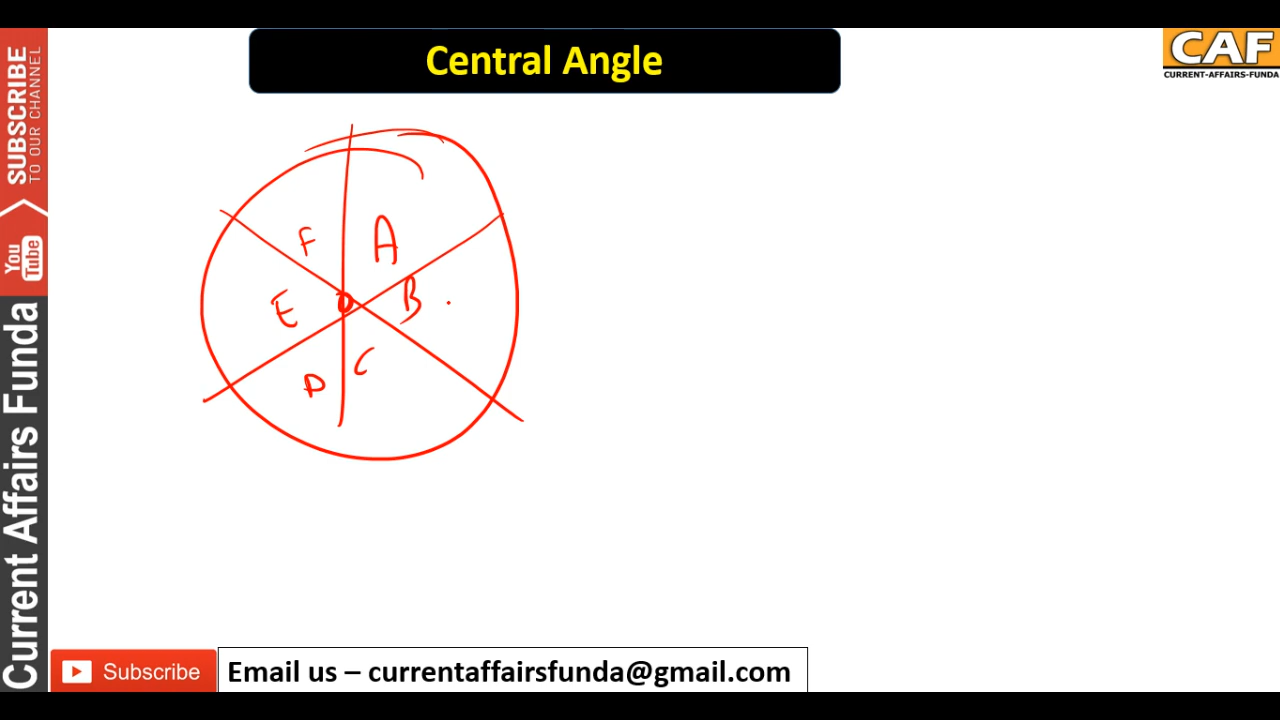 Central Angle
CAF
CURRENT-AFFAIRS-FUNDA
SUBSCRIBE
TO OUR CHANNEL
You
Tube
Current Affairs Funda
F
A
E
B
D
C
Subscribe
Email us – currentaffairsfunda@gmail.com